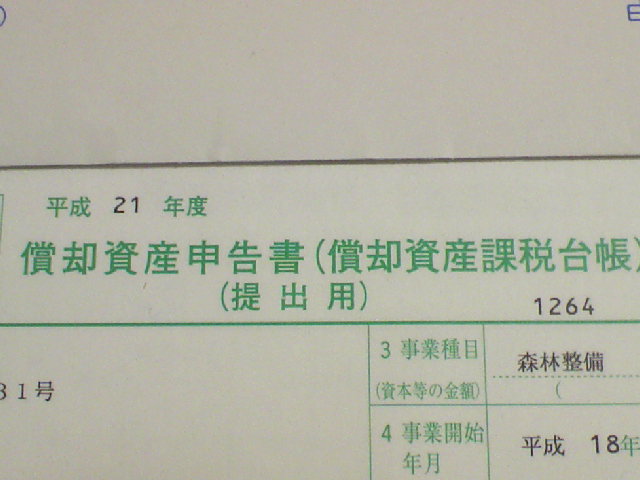 平成 21 年度
償却資産申告書(償却資産課税台帳)
(提出用)
1264
31号
3 事業種目
(資本等の金額)
森林整備
(
4 事業開始
年月
平成 18年